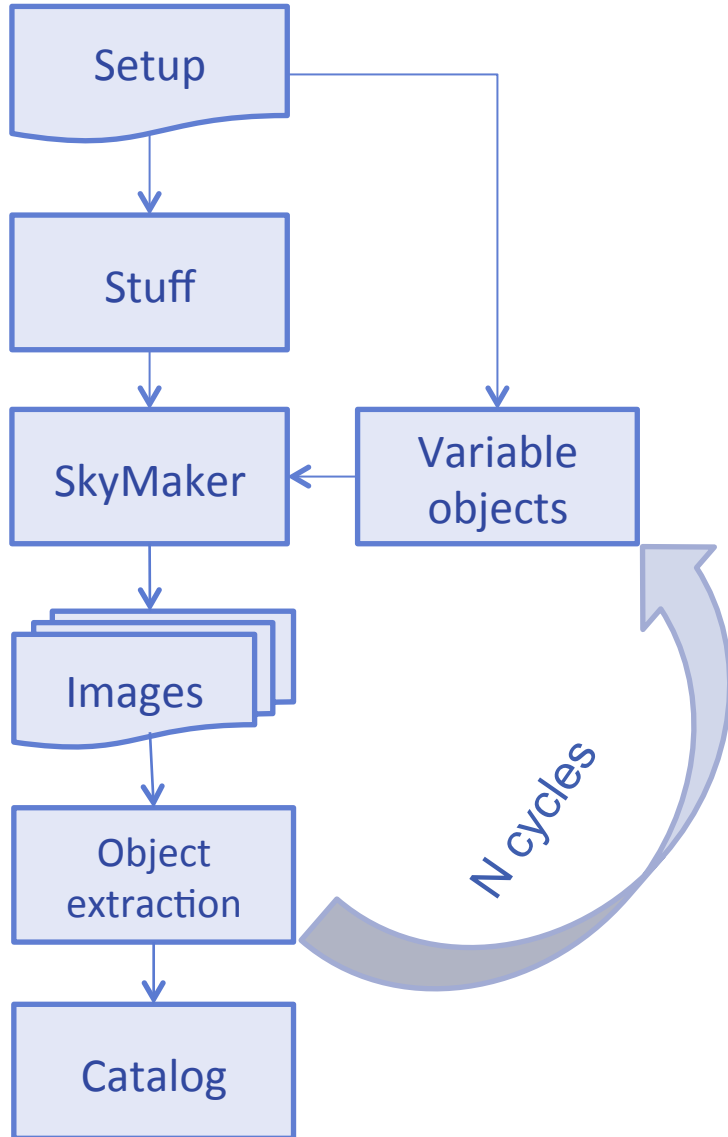 Setup
Stuff
SkyMaker
Variable
objects
Images
N cycles
Object
extraction
Catalog